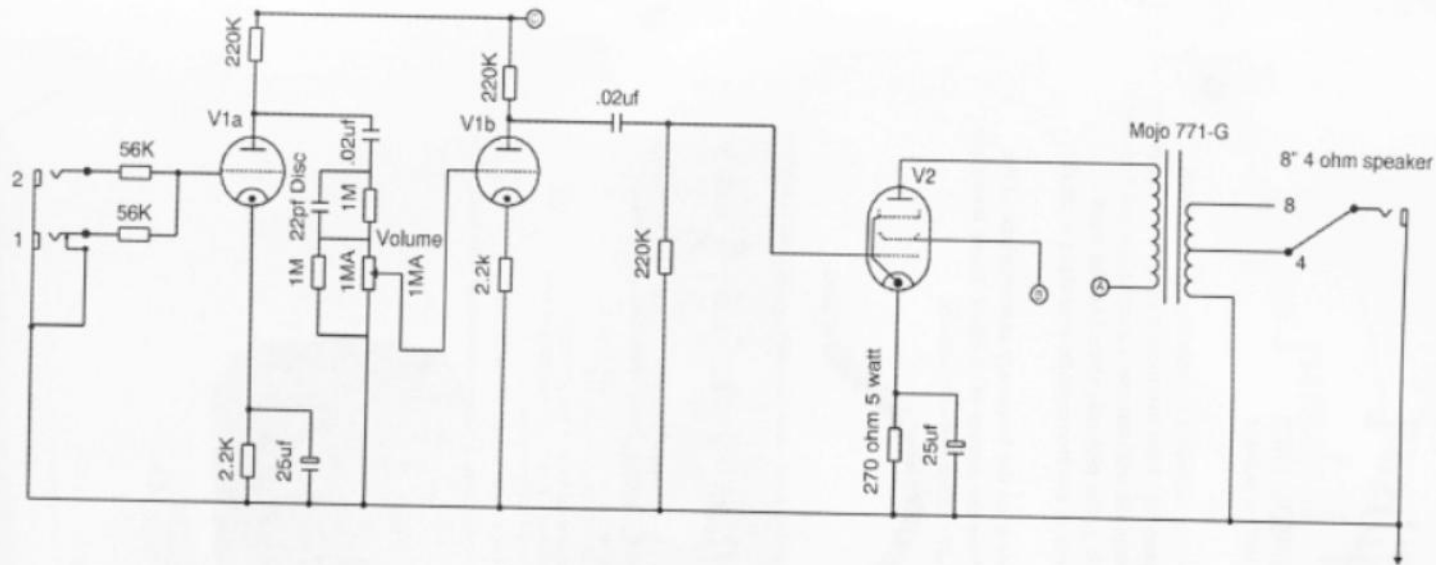 220K
C
220K
.02uf
V1a
V1b
.02uf
Mojo 771-G
8" 4 ohm speaker
V2
56K
2
22pf Disc
1M
56K
1
Volume
8
1M
1MA
1MA
2.2k
220K
4
B
A
2.2K
25uf
270 ohm 5 watt
25uf